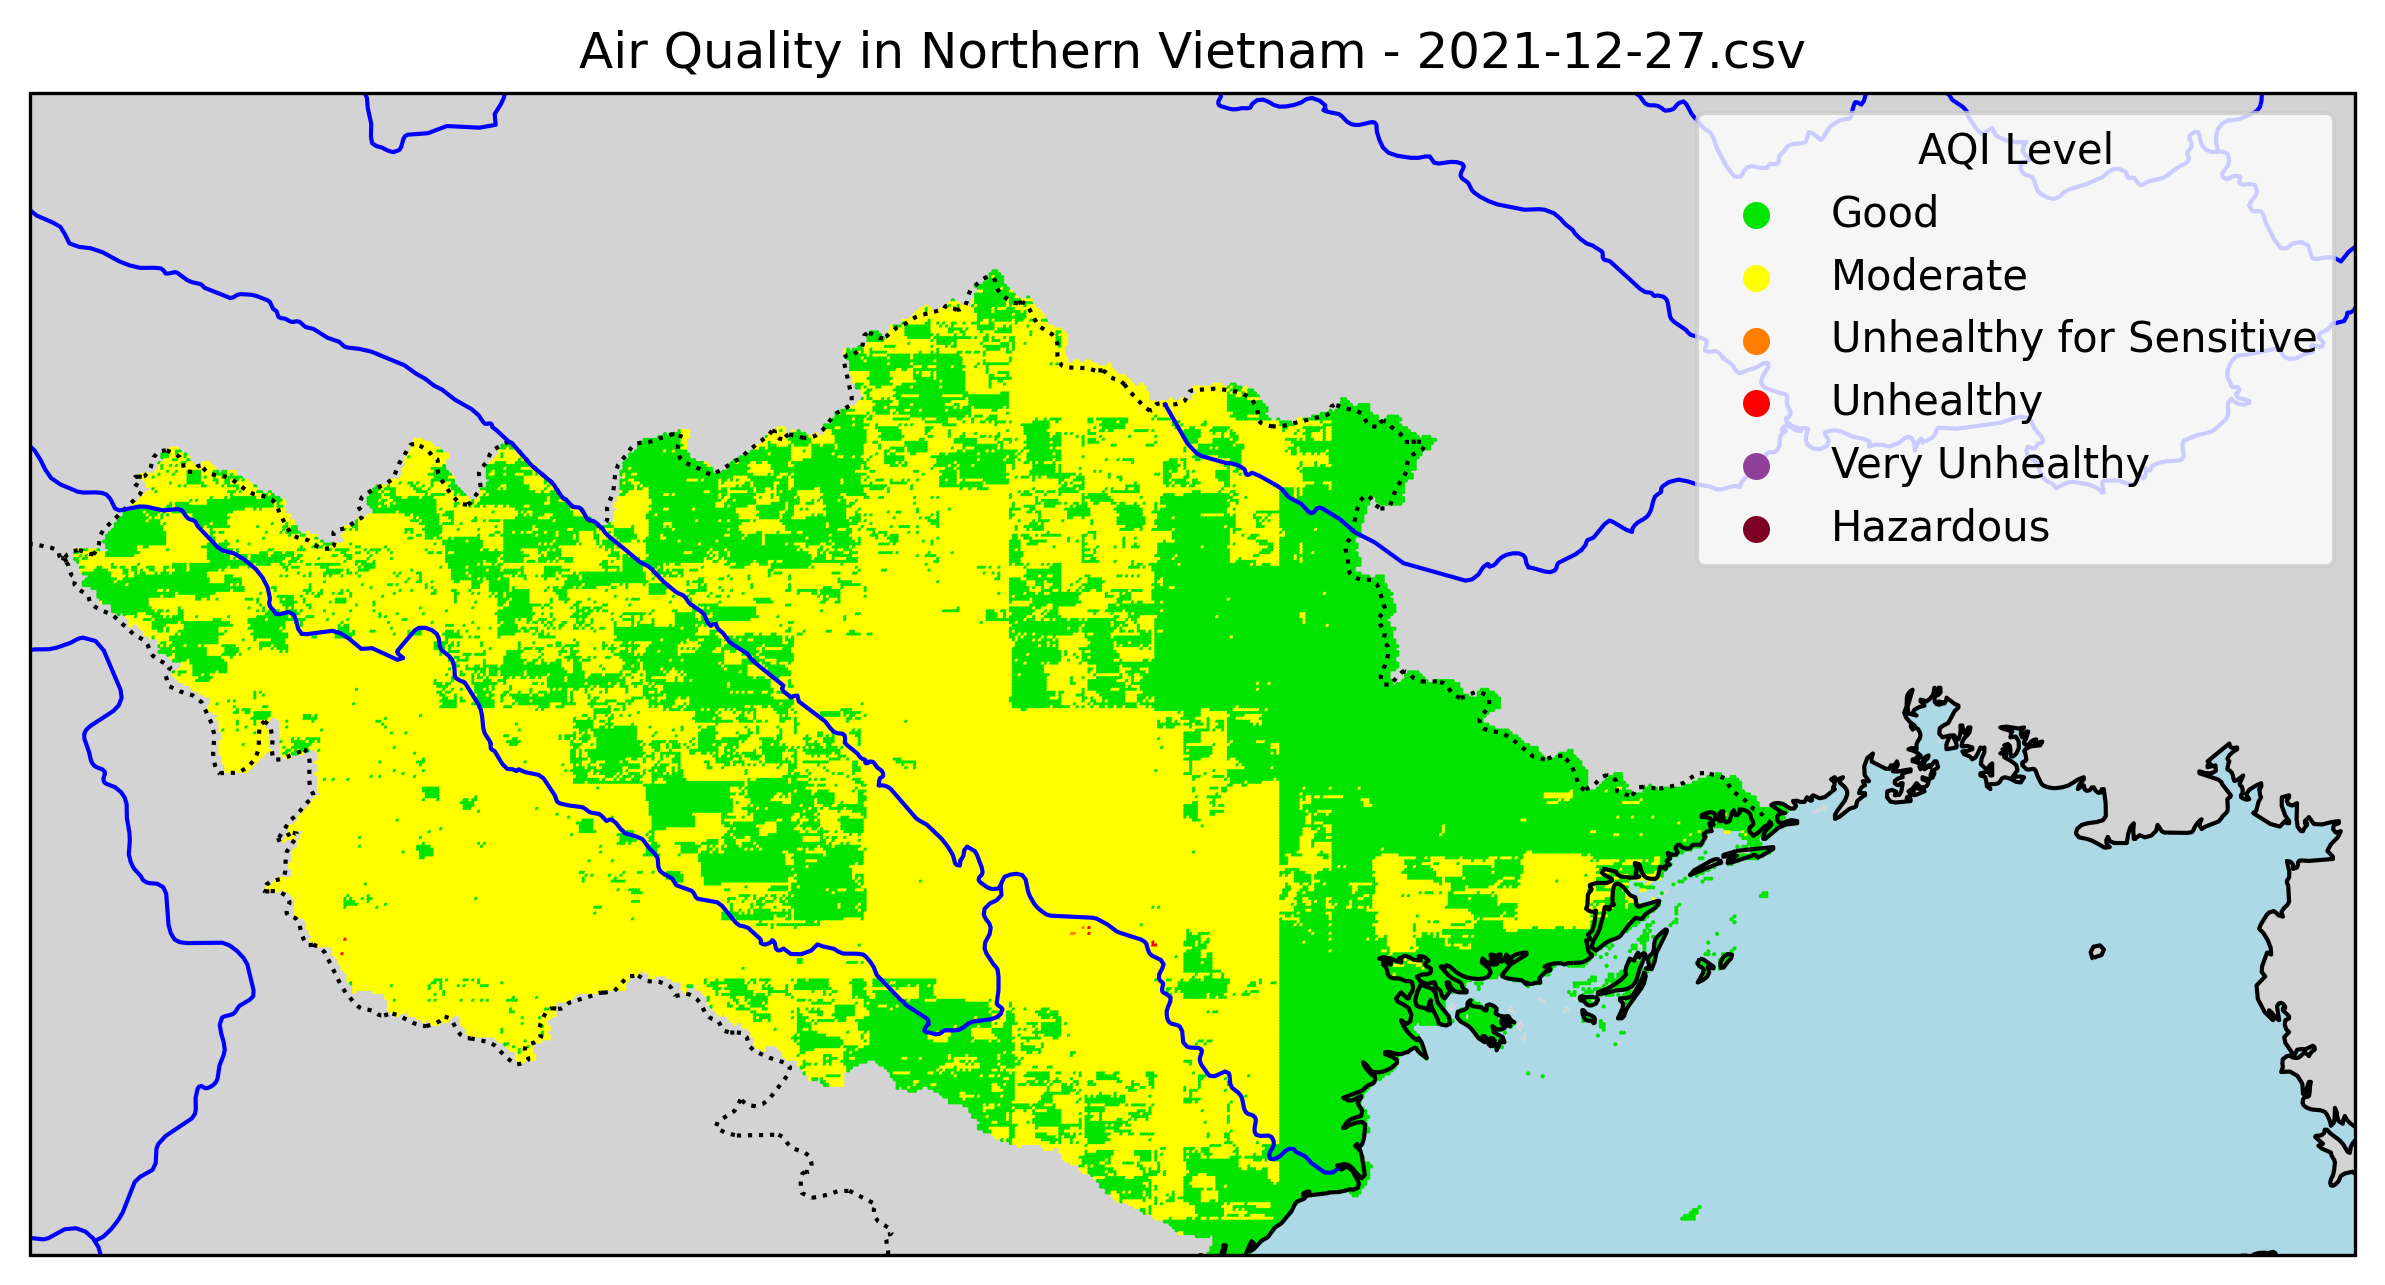 Air Quality in Northern Vietnam - 2021-12-27.csv
AQI Level
Good
Moderate
Unhealthy for Sensitive
Unhealthy
Very Unhealthy
Hazardous